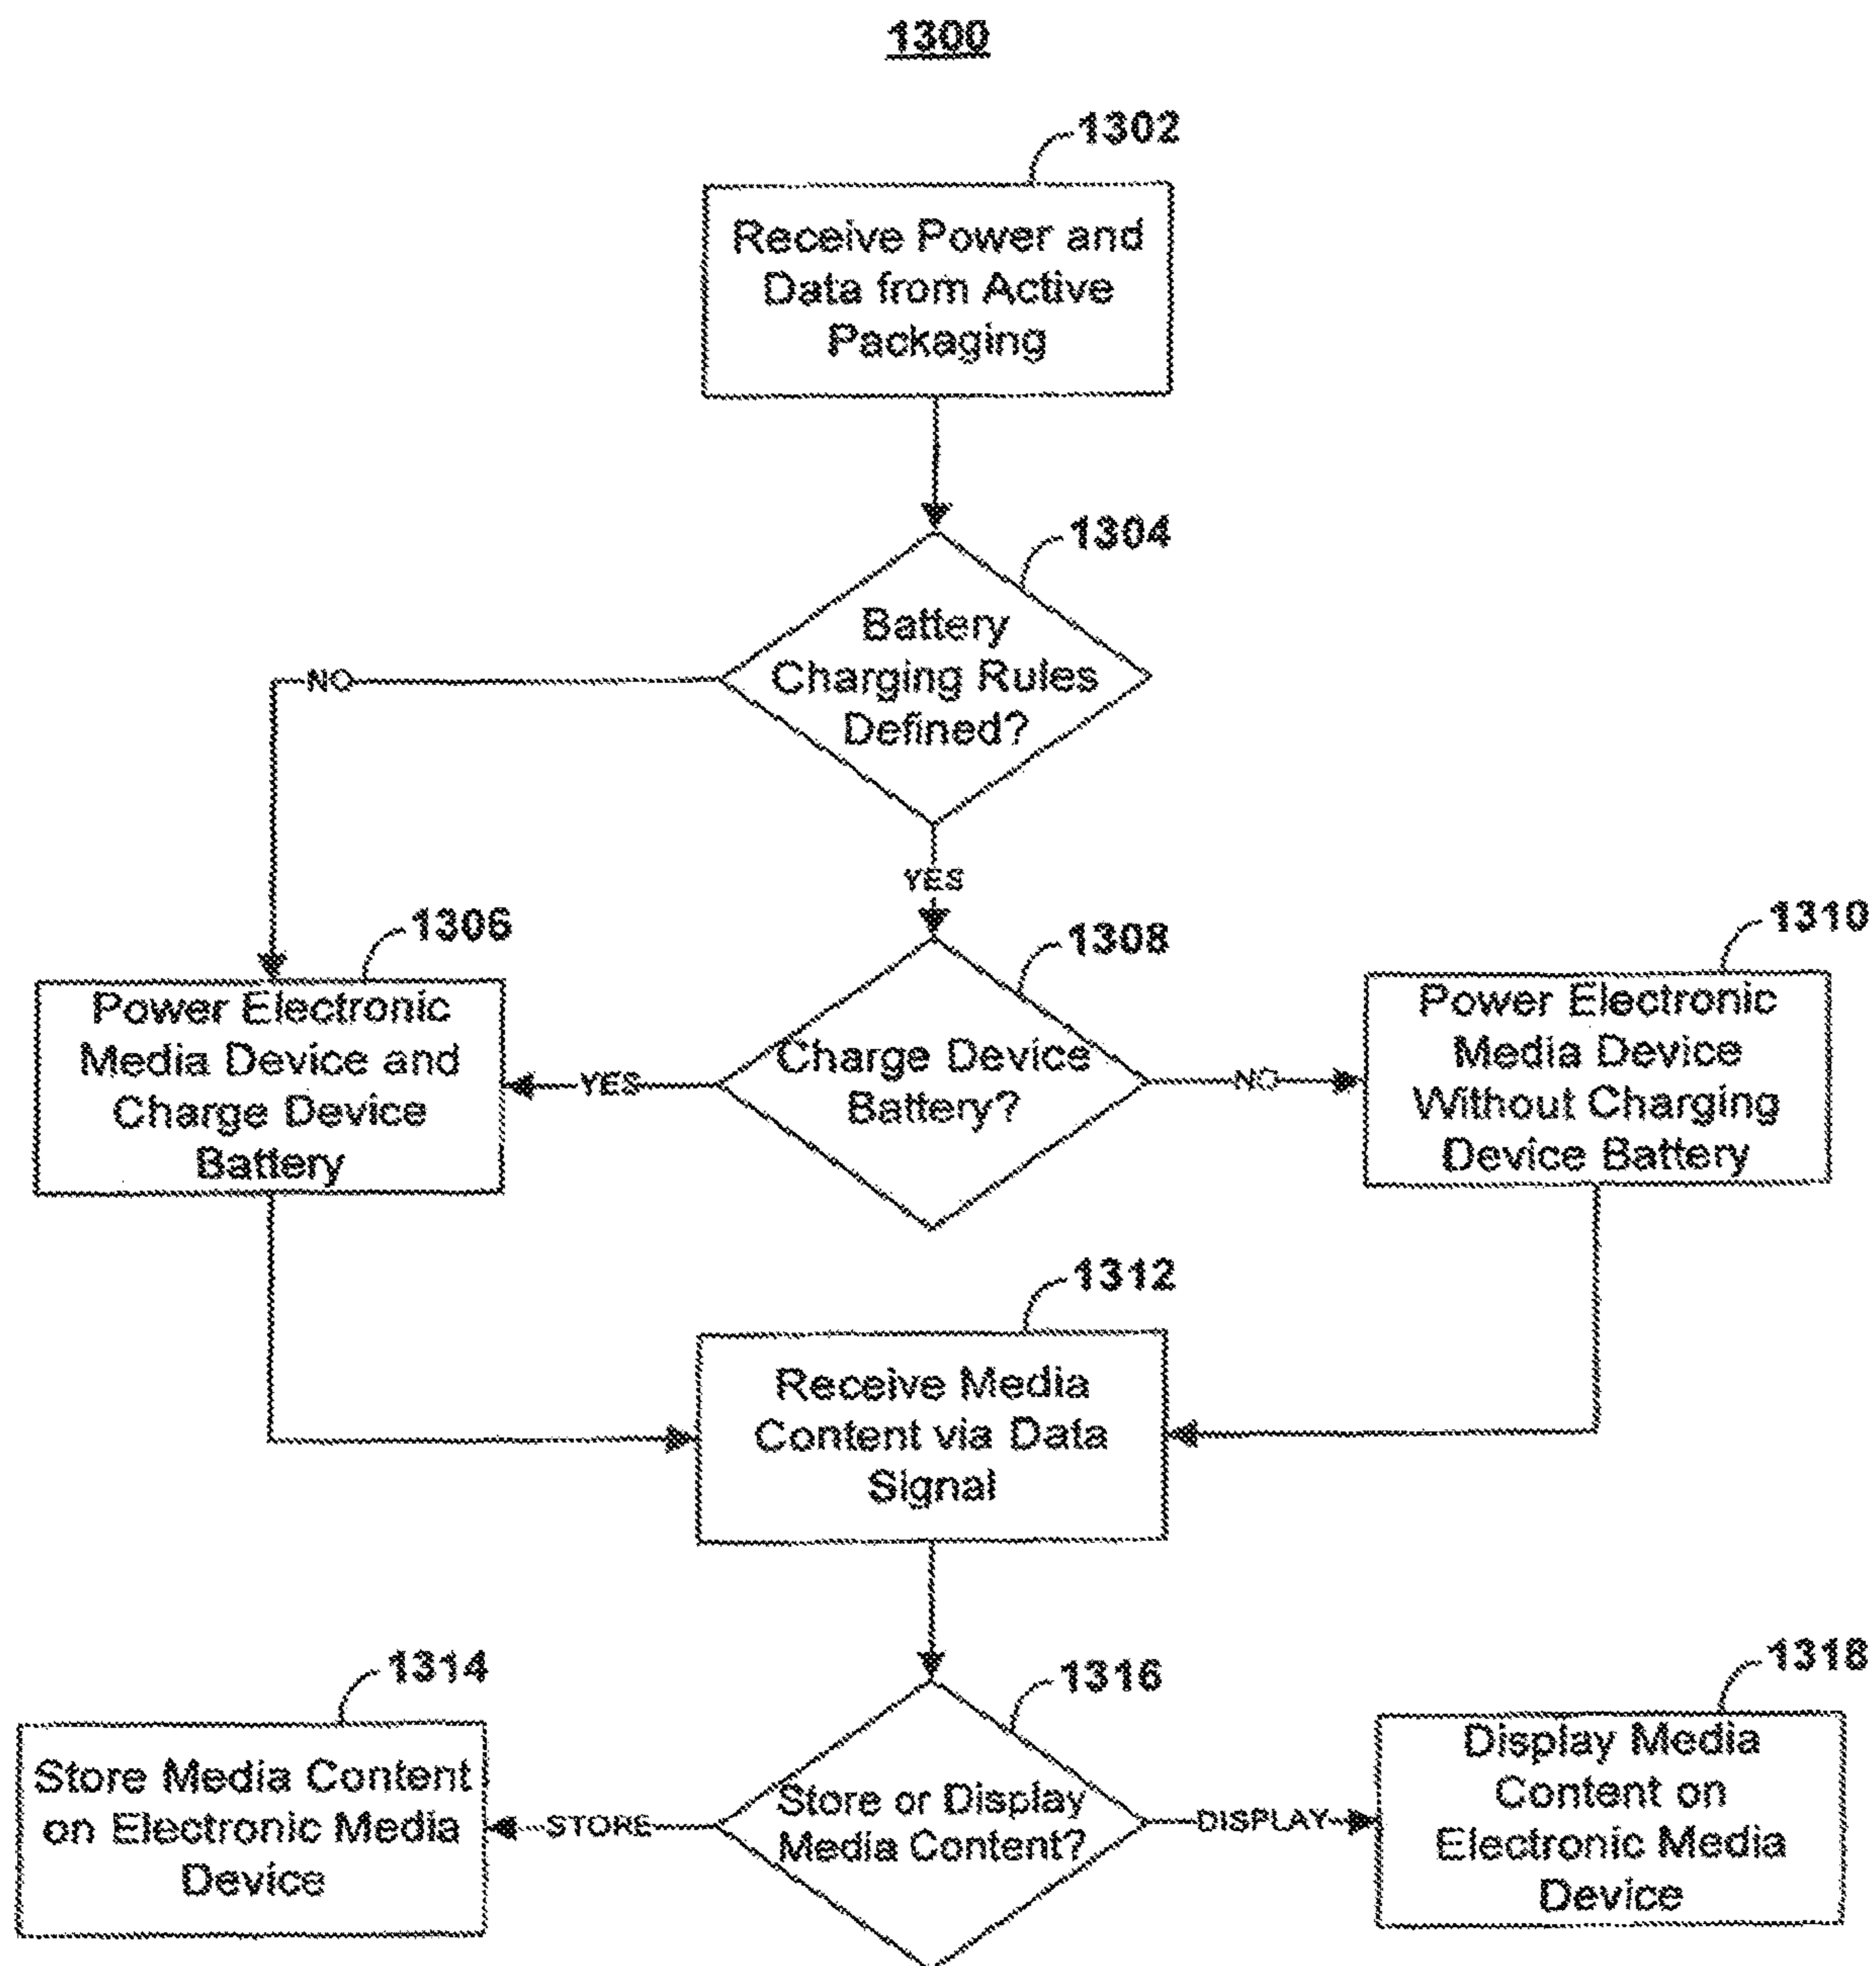 1300
1302
Receive Power and
Data from Active
Packaging
1304
Battery
Charging Rules
Defined?
NO
YES
1306
Power Electronic
Media Device and
Charge Device
Battery
1308
Charge Device
Battery?
YES
NO
1310
Power Electronic
Media Device
Without Charging
Device Battery
1312
Receive Media
Content via Data
Signal
1314
Store Media Content
on Electronic Media
Device
1316
Store or Display
Media Content?
STORE
DISPLAY
1318
Display Media
Content on
Electronic Media
Device